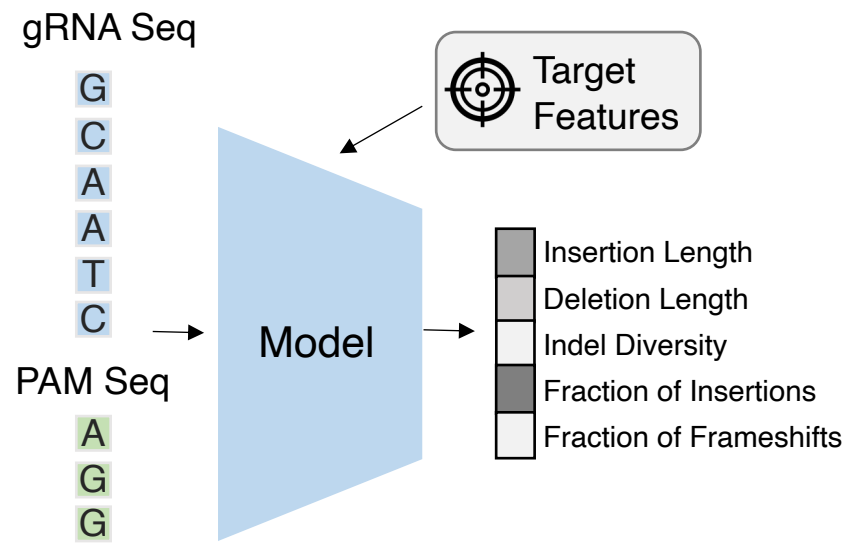 gRNA Seq
G
C
A
A
T
C
PAM Seq
A
G
G
Model
Target
Features
Insertion Length
Deletion Length
Indel Diversity
Fraction of Insertions
Fraction of Frameshifts